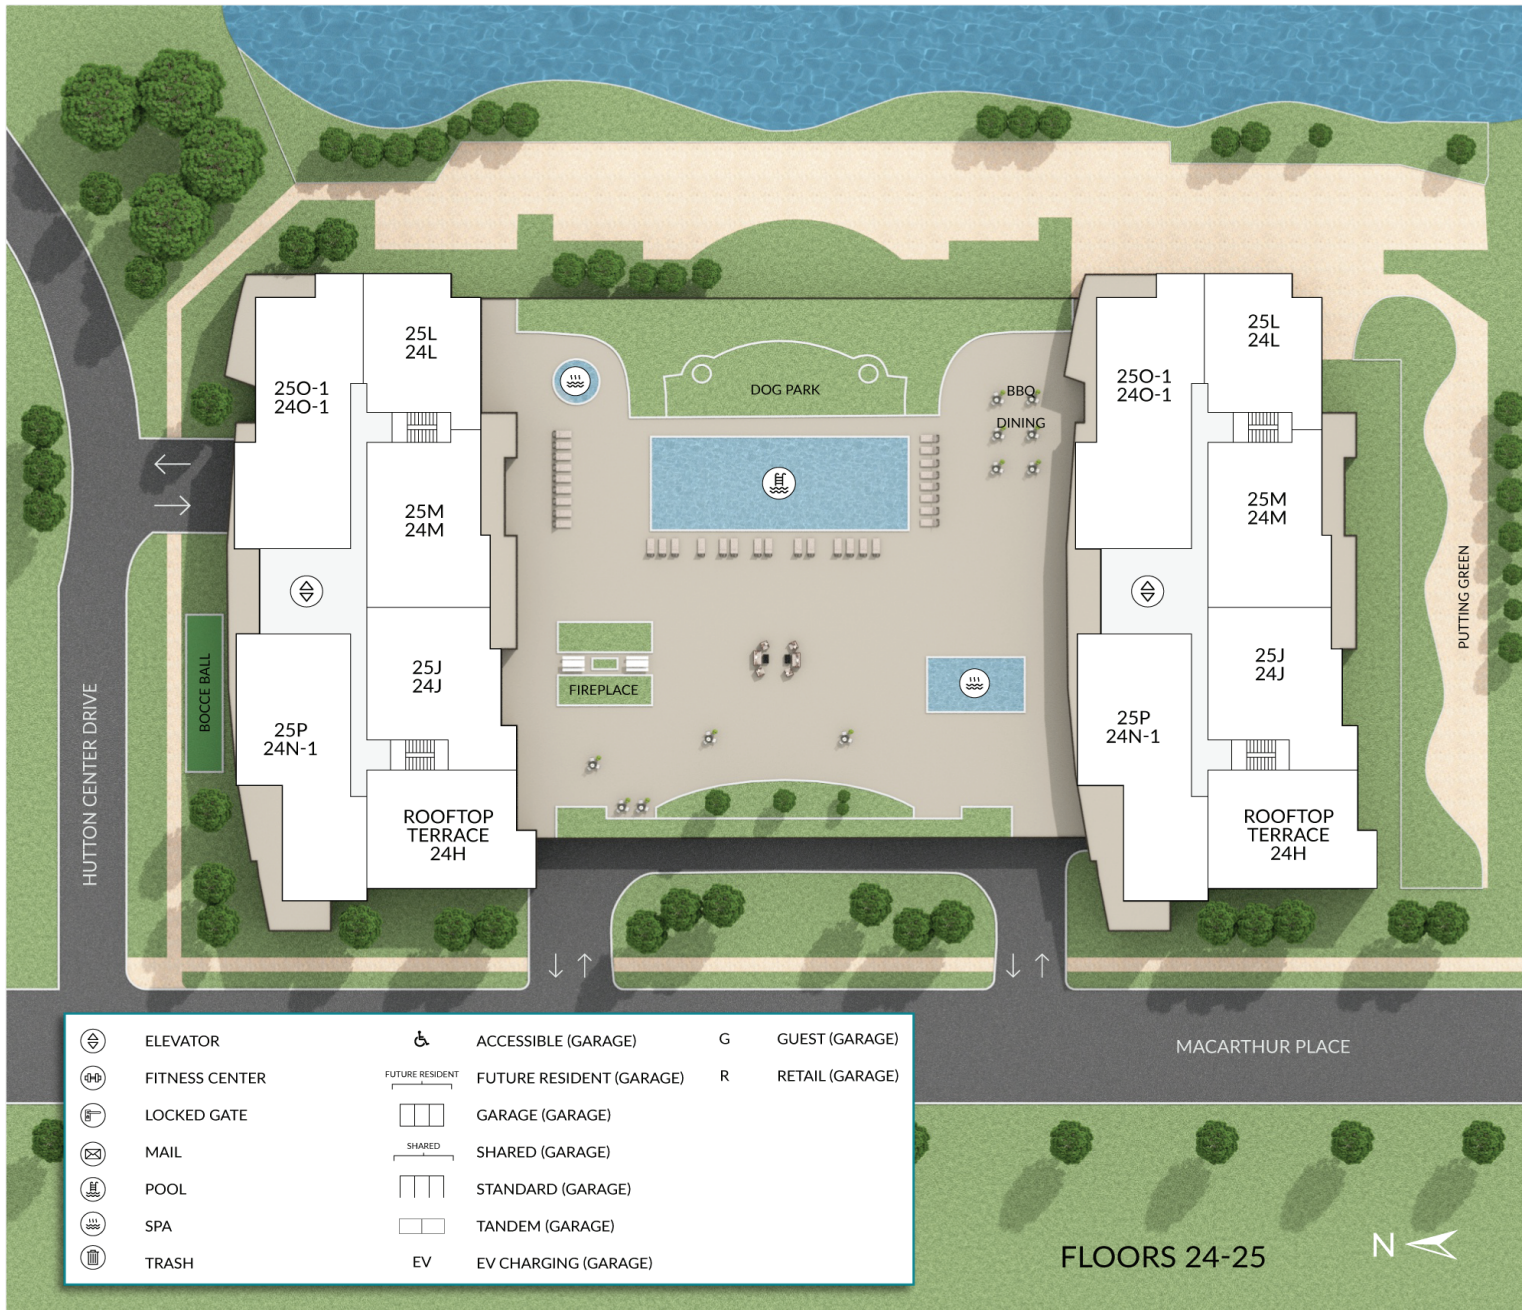 25L
24L
25O-1
24O-1
25M
24M
25J
24J
25P
24N-1
ROOFTOP
TERRACE
24H
DOG PARK
BBQ
DINING
FIREPLACE
BOCCE BALL
HUTTON CENTER DRIVE
25L
24L
25O-1
24O-1
25M
24M
25J
24J
25P
24N-1
ROOFTOP
TERRACE
24H
PUTTING GREEN
MACARTHUR PLACE
ELEVATOR
FITNESS CENTER
LOCKED GATE
MAIL
POOL
SPA
TRASH
ACCESSIBLE (GARAGE)
FUTURE RESIDENT FUTURE RESIDENT (GARAGE)
GARAGE (GARAGE)
SHARED SHARED (GARAGE)
STANDARD (GARAGE)
TANDEM (GARAGE)
EV EV CHARGING (GARAGE)
G GUEST (GARAGE)
R RETAIL (GARAGE)
FLOORS 24-25
N